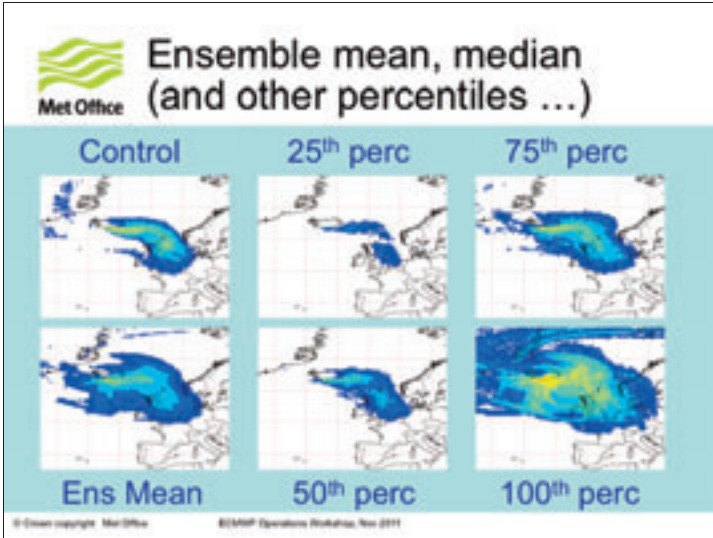 Met Office
Ensemble mean, median
(and other percentiles ...)
Control 25th perc 75th perc
Ens Mean 50th perc 100th perc
© Crown copyright Met Office ECMWF Operations Workshop, Nov 2011